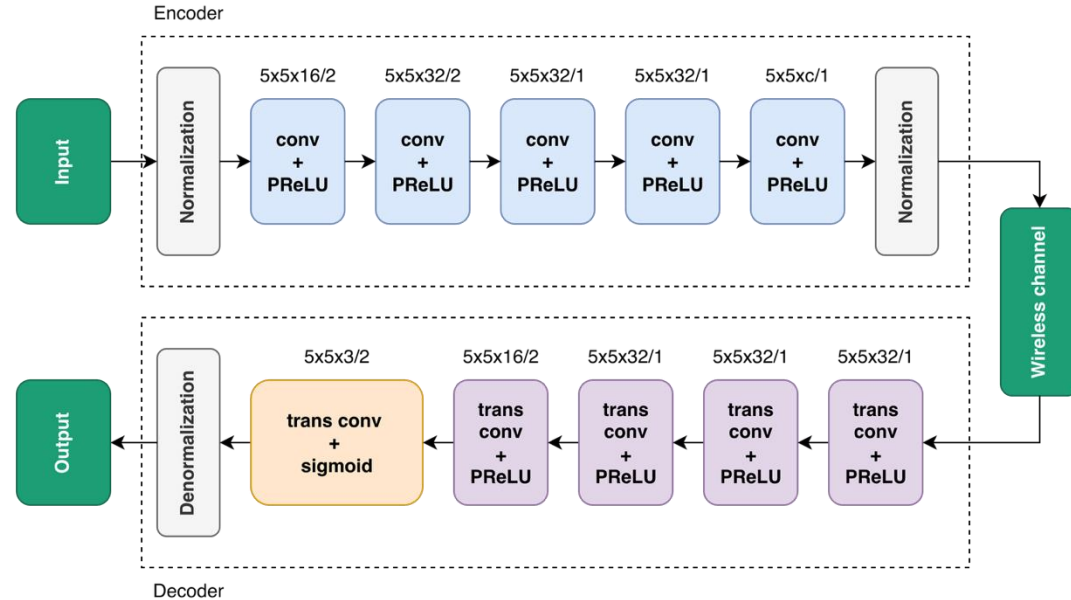 Encoder
Input
Normalization
5x5x16/2
conv
+
PReLU
5x5x32/2
conv
+
PReLU
5x5x32/1
conv
+
PReLU
5x5x32/1
conv
+
PReLU
5x5xc/1
conv
+
PReLU
Normalization
Wireless channel
5x5x32/1
trans
conv
+
PReLU
5x5x32/1
trans
conv
+
PReLU
5x5x32/1
trans
conv
+
PReLU
5x5x16/2
trans
conv
+
PReLU
5x5x3/2
trans conv
+
sigmoid
Denormalization
Output
Decoder